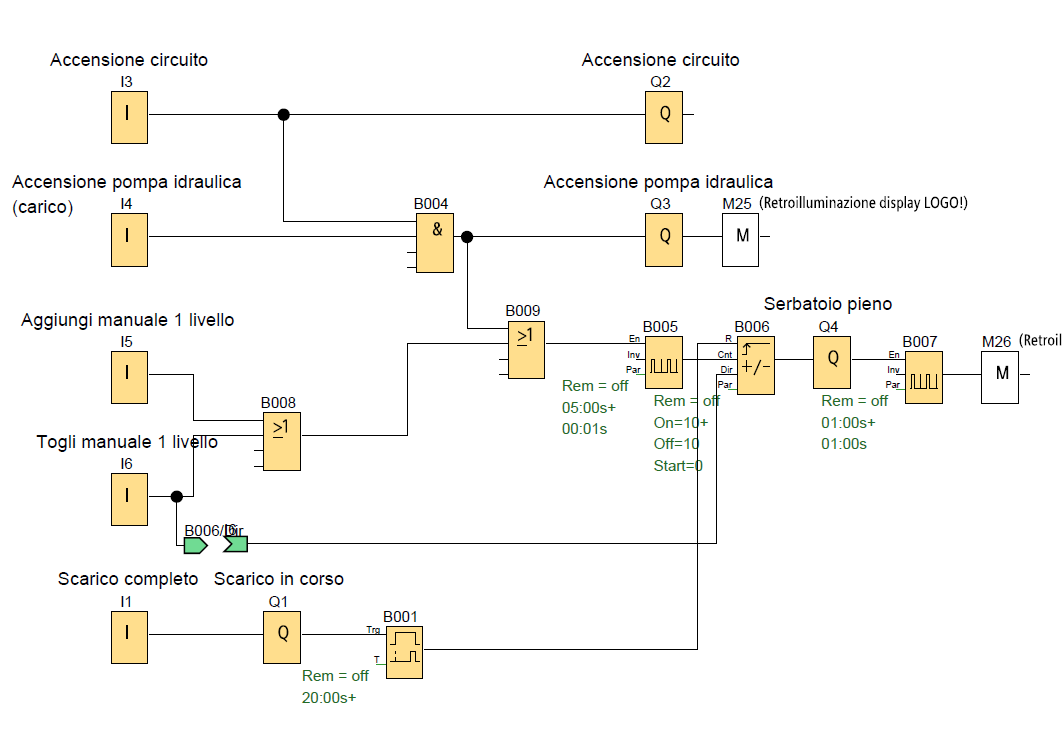 Accensione circuito
Accensione circuito
I3
Q2
I
Q
Accensione pompa idraulica
(carico)
Accensione pompa idraulica
I4
B004
Q3
M25
(Retroilluminazione display LOGO!)
I
&
Q
M
Serbatoio pieno
Aggiungi manuale 1 livello
B009
I5
B005
B006
Q4
B007
M26
(Retroil
≥1
En
Inv
Par
R
Cnt
Dir
Par
+/-
I
Q
En
Inv
Par
M
Rem = off
05:00s+
00:01s
Rem = off
On=10+
Off=10
Start=0
Rem = off
01:00s+
01:00s
B008
≥1
Togli manuale 1 livello
I6
I
B006/Dir
I6
Scarico completo
Scarico in corso
I1
Q1
B001
I
Q
Trg
T
Rem = off
20:00s+